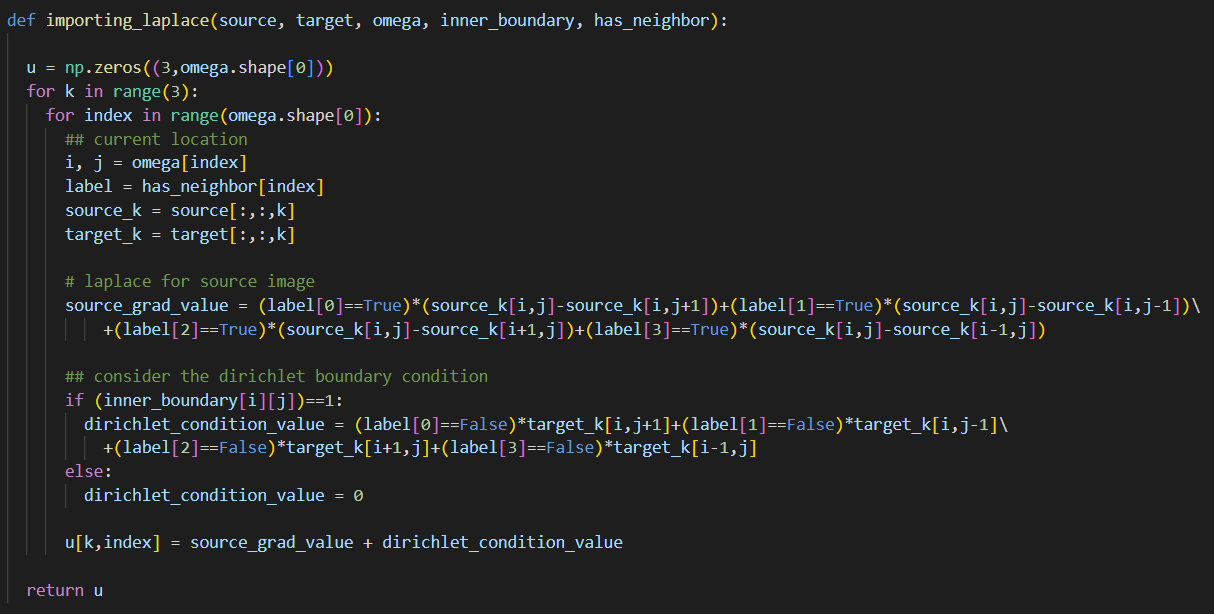 def importing_laplace(source, target, omega, inner_boundary, has_neighbor):
u = np.zeros((3,omega.shape[0]))
for k in range(3):
for index in range(omega.shape[0]):
## current location
i, j = omega[index]
label = has_neighbor[index]
source_k = source[:,:,k]
target_k = target[:,:,k]
# laplace for source image
source_grad_value = (label[0]==True)*(source_k[i,j]-source_k[i,j+1])+(label[1]==True)*(source_k[i,j]-source_k[i,j-1])\
+(label[2]==True)*(source_k[i,j]-source_k[i+1,j])+(label[3]==True)*(source_k[i,j]-source_k[i-1,j])
## consider the dirichlet boundary condition
if (inner_boundary[i][j])==1:
dirichlet_condition_value = (label[0]==False)*target_k[i,j+1]+(label[1]==False)*target_k[i,j-1]\
+(label[2]==False)*target_k[i+1,j]+(label[3]==False)*target_k[i-1,j]
else:
dirichlet_condition_value = 0
u[k,index] = source_grad_value + dirichlet_condition_value
return u